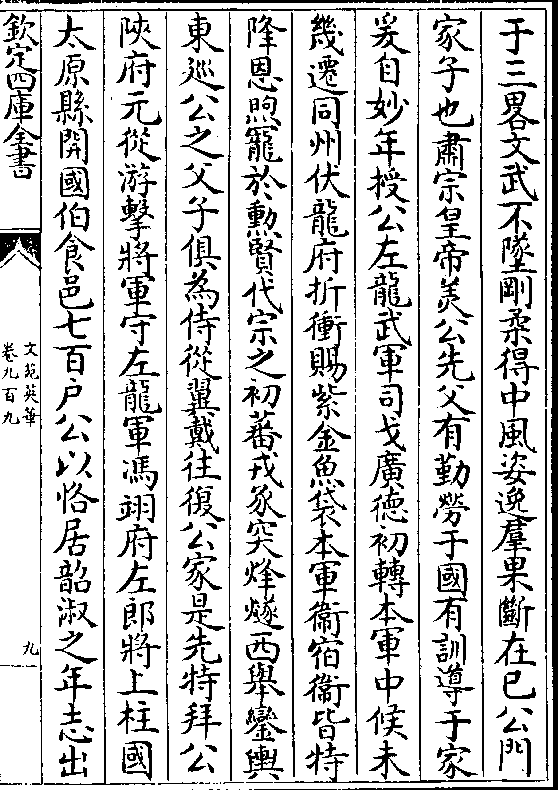 于三畧文武不墜剛柔得中風姿逸羣果斷在已公門
家子也肅宗皇帝羙公先父有勤勞于國有訓導于家
爰自妙年授公左龍武軍司戈廣德初轉本軍中候未
幾遷同州伏龍府折衝賜紫金魚袋本軍衞宿衞皆特
降恩煦寵於勳賢代宗之初蕃戎豕突烽燧西舉鑾輿
東廵公之父子俱為侍從翼戴往復公家是先特拜公
陜府元從游擊將軍守左龍軍馮翊府左郎將上柱國
太原縣開國伯食邑七百户公以恪居韶淑之年志出
欽定四庫全書
文苑英華
卷九百九
九